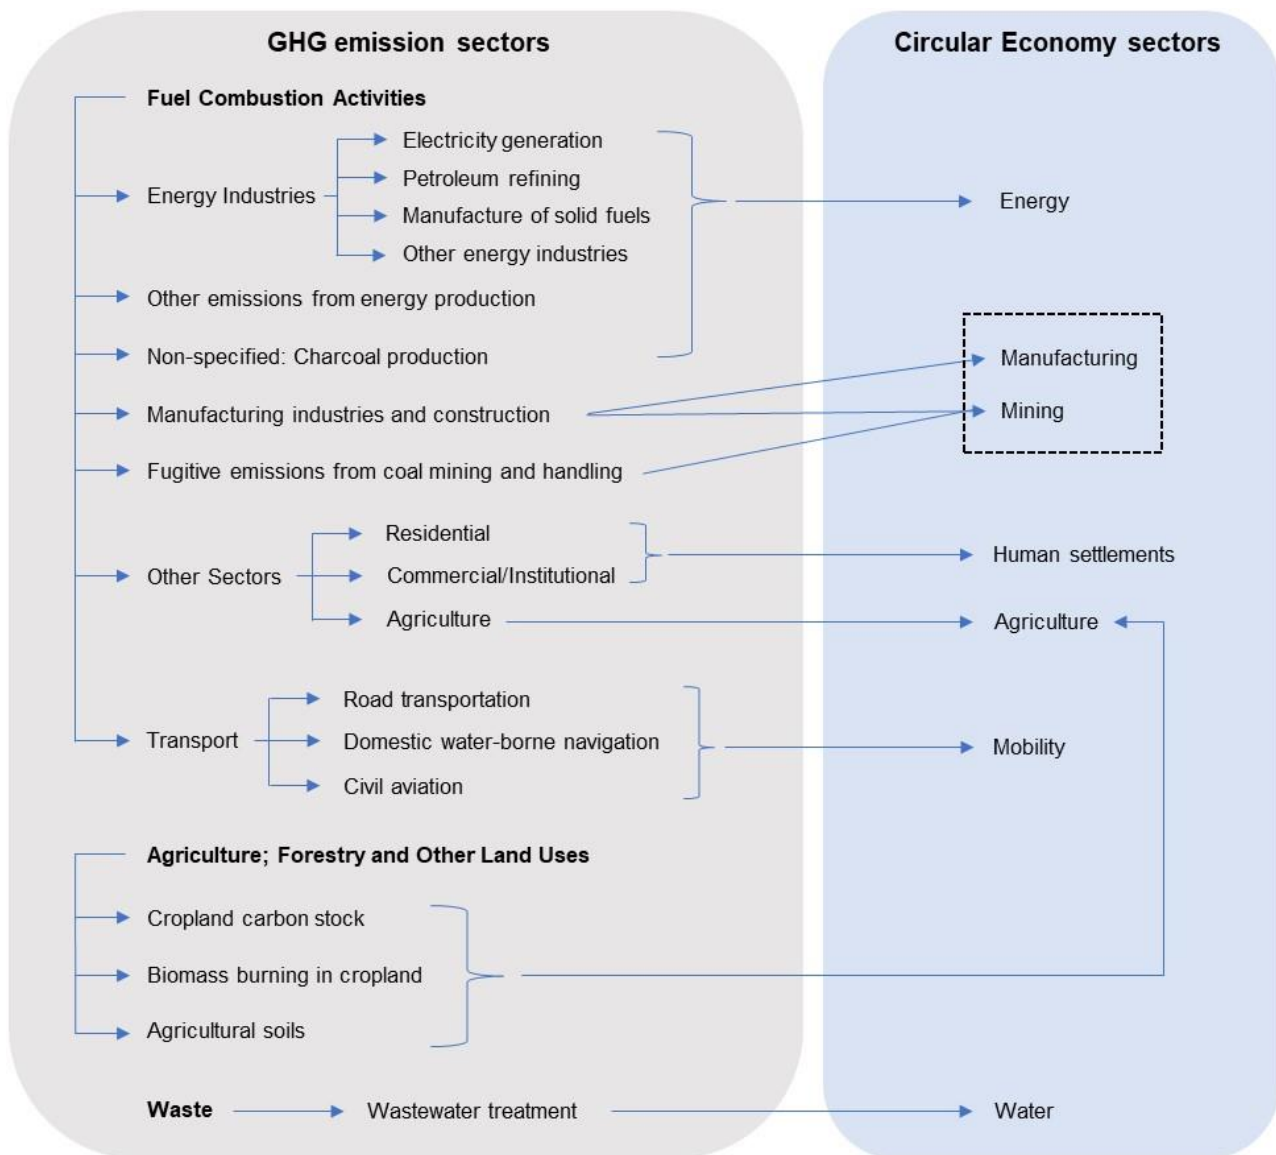 GHG emission sectors
Circular Economy sectors
Fuel Combustion Activities
Electricity generation
Petroleum refining
Energy Industries
Energy
Manufacture of solid fuels
Other energy industries
Other emissions from energy production
Non-specified: Charcoal production
Manufacturing
Manufacturing industries and construction
Mining
Fugitive emissions from coal mining and handling
Residential
Human settlements
Other Sectors
Commercial/Institutional
Agriculture
Agriculture
Road transportation
Transport
Domestic water-borne navigation
Mobility
Civil aviation
Agriculture; Forestry and Other Land Uses
Cropland carbon stock
Biomass burning in cropland
Agricultural soils
Waste
Wastewater treatment
Water